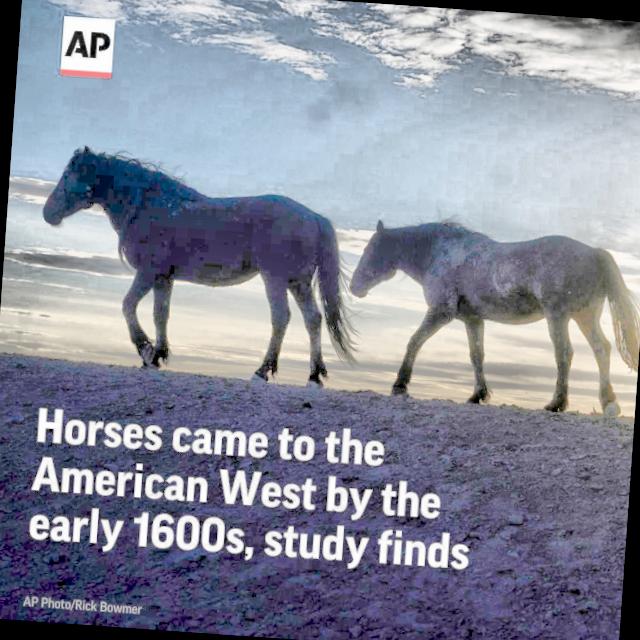 AP
Horses came to the
American West by the
early 1600s, study finds
AP Photo/Rick Bowmer